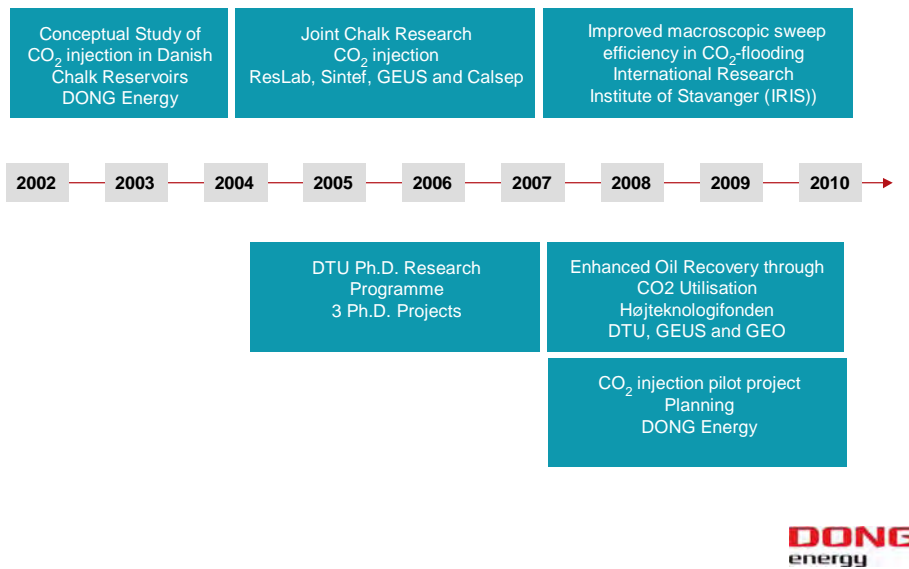 Conceptual Study of
CO2 injection in Danish
Chalk Reservoirs
DONG Energy
Joint Chalk Research
CO2 injection
ResLab, Sintef, GEUS and Calsep
Improved macroscopic sweep
efficiency in CO2-flooding
International Research
Institute of Stavanger (IRIS))
2002 2003 2004 2005 2006 2007 2008 2009 2010
DTU Ph.D. Research
Programme
3 Ph.D. Projects
Enhanced Oil Recovery through
CO2 Utilisation
Højteknologifonden
DTU, GEUS and GEO
CO2 injection pilot project
Planning
DONG Energy
DONG
energy